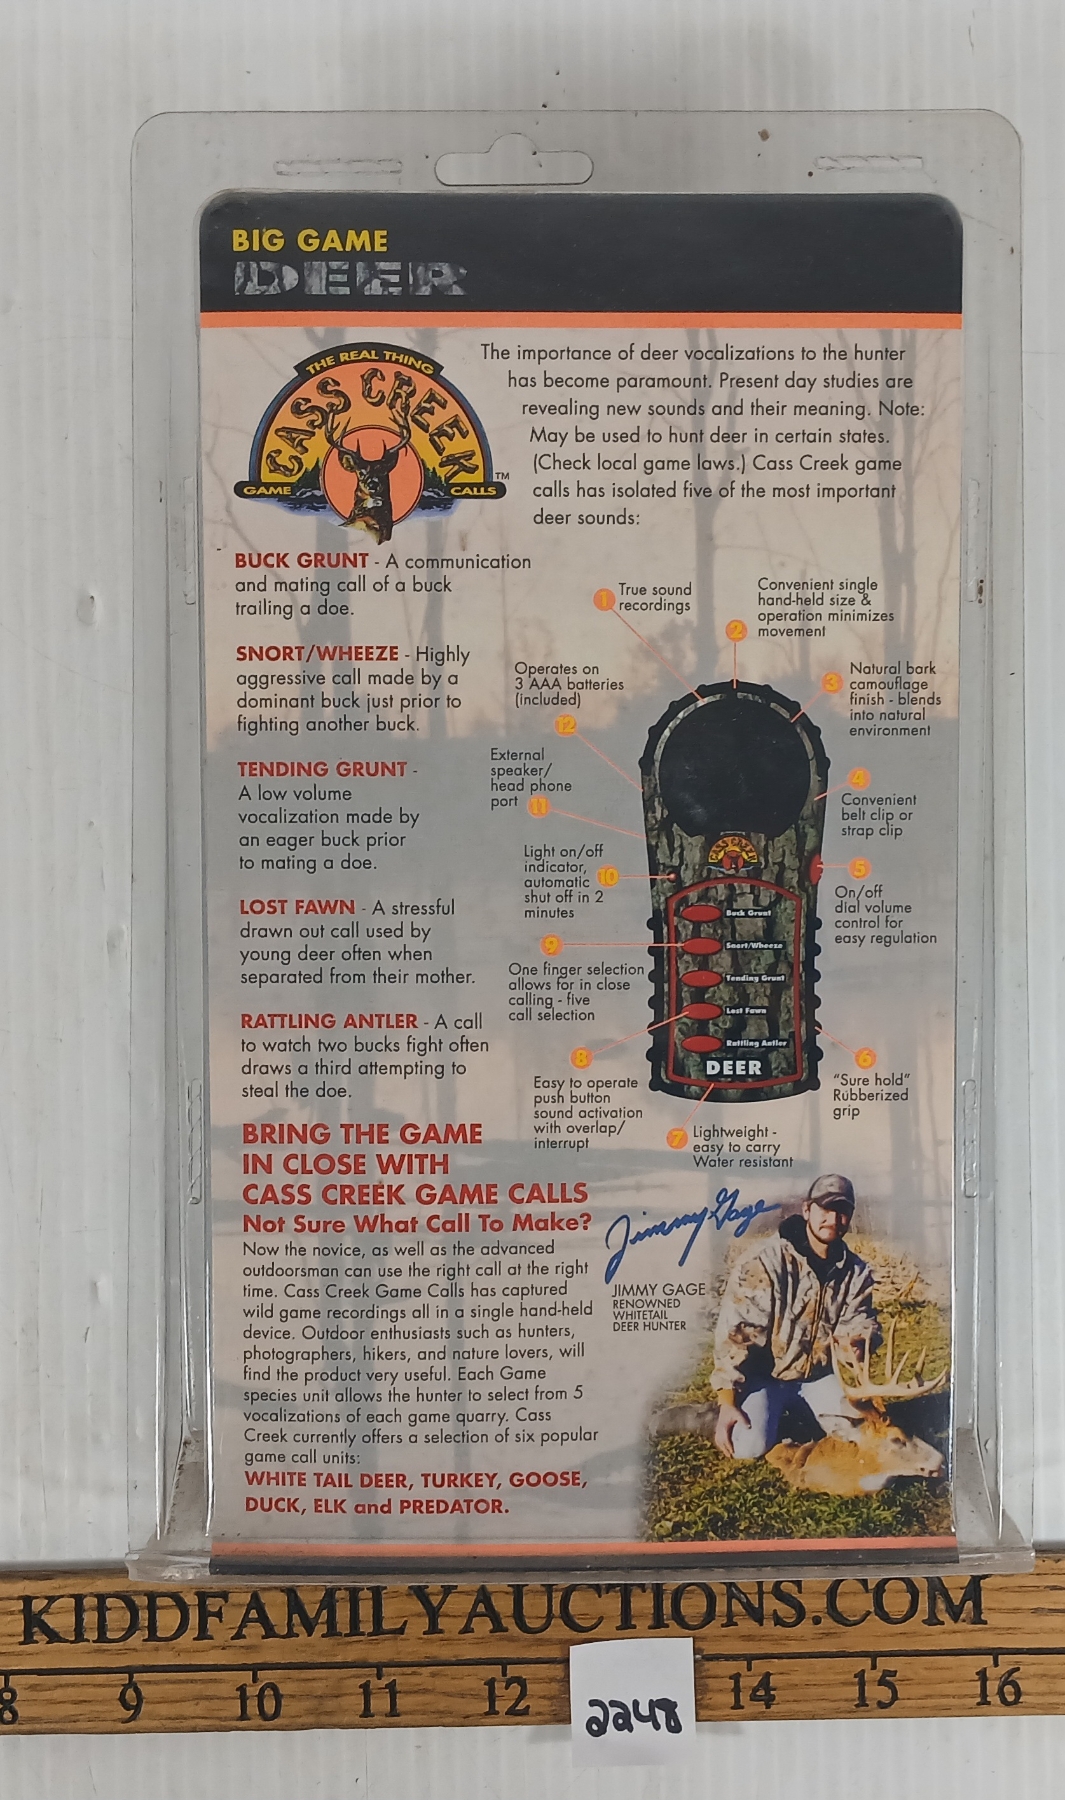 BIG GAME
DEER
THE REAL THING
CASS CREEK
GAME CALLS
TM
The importance of deer vocalizations to the hunter
has become paramount. Present day studies are
revealing new sounds and their meaning. Note:
May be used to hunt deer in certain states.
(Check local game laws.) Cass Creek game
calls has isolated five of the most important
deer sounds:
BUCK GRUNT - A communication
and mating call of a buck
trailing a doe.
SNORT/WHEEZE - Highly
aggressive call made by a
dominant buck just prior to
fighting another buck.
TENDING GRUNT -
A low volume
vocalization made by
an eager buck prior
to mating a doe.
LOST FAWN - A stressful
drawn out call used by
young deer often when
separated from their mother.
RATTLING ANTLER - A call
to watch two bucks fight often
draws a third attempting to
steal the doe.
1 True sound
recordings
2 Convenient single
hand-held size &
operation minimizes
movement
3 Natural bark
camouflage
finish - blends
into natural
environment
4
Convenient
belt clip or
strap clip
5
On/off
dial volume
control for
easy regulation
6
"Sure hold"
Rubberized
grip
7 Lightweight -
easy to carry
Water resistant
8
Easy to operate
push button
sound activation
with overlap/
interrupt
9
One finger selection
allows for in close
calling - five
call selection
10
Light on/off
indicator,
automatic
shut off in 2
minutes
External
speaker/
head phone
port 11
Operates on
3 AAA batteries
(included)
12
CASS CREEK
Buck Grunt
Snort/Wheeze
Tending Grunt
Lost Fawn
Rattling Antler
DEER
BRING THE GAME
IN CLOSE WITH
CASS CREEK GAME CALLS
Not Sure What Call To Make?
Now the novice, as well as the advanced
outdoorsman can use the right call at the right
time. Cass Creek Game Calls has captured
wild game recordings all in a single hand-held
device. Outdoor enthusiasts such as hunters,
photographers, hikers, and nature lovers, will
find the product very useful. Each Game
species unit allows the hunter to select from 5
vocalizations of each game quarry. Cass
Creek currently offers a selection of six popular
game call units:
WHITE TAIL DEER, TURKEY, GOOSE,
DUCK, ELK and PREDATOR.
Jimmy Gage
JIMMY GAGE
RENOWNED
WHITETAIL
DEER HUNTER
KIDDFAMILYAUCTIONS.COM
8 9 10 11 12 14 15 16
2248